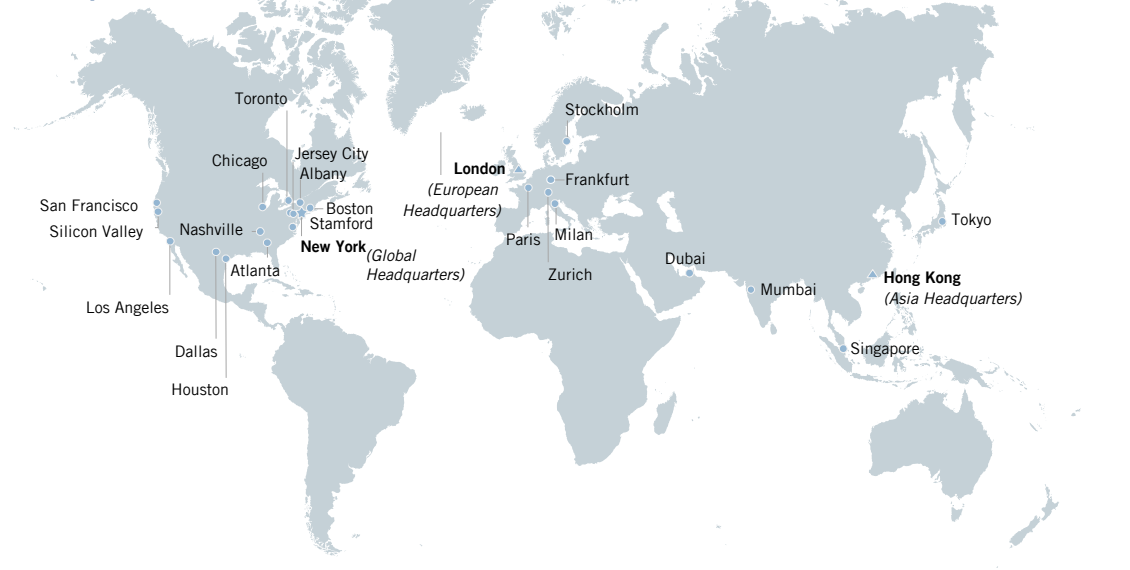 Toronto
Stockholm
Chicago
Jersey City
Albany
London
(European
Headquarters)
Frankfurt
San Francisco
Silicon Valley
Nashville
Boston
Stamford
New York
(Global
Headquarters)
Paris
Milan
Tokyo
Atlanta
Zurich
Dubai
Mumbai
Hong Kong
(Asia Headquarters)
Los Angeles
Dallas
Singapore
Houston